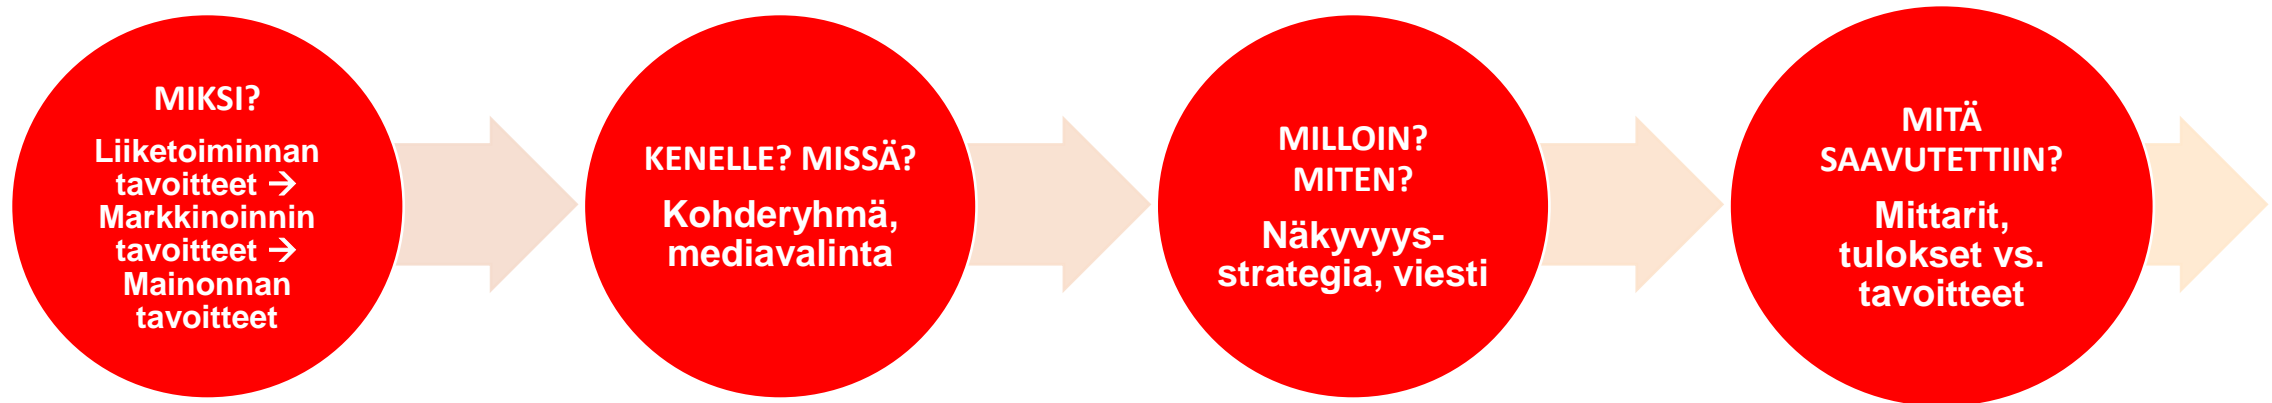 MIKSI?
Liiketoiminnan
tavoitteet →
Markkinoinnin
tavoitteet →
Mainonnan
tavoitteet
KENELLE? MISSÄ?
Kohderyhmä,
mediavalinta
MILLOIN?
MITEN?
Näkyvyys-
strategia, viesti
MITÄ
SAAVUTETTIIN?
Mittarit,
tulokset vs.
tavoitteet